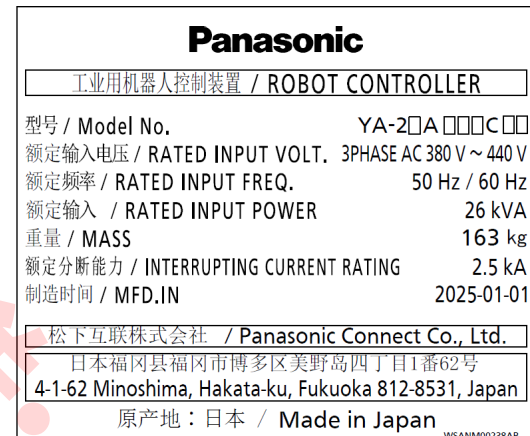 Panasonic
工业用机器人控制装置 / ROBOT CONTROLLER
型号 / Model No. YA-2□A □□□C □□
额定输入电压 / RATED INPUT VOLT. 3PHASE AC 380 V ~ 440 V
额定频率 / RATED INPUT FREQ. 50 Hz / 60 Hz
额定输入 / RATED INPUT POWER 26 kVA
重量 / MASS 163 kg
额定分断能力 / INTERRUPTING CURRENT RATING 2.5 kA
制造时间 / MFD.IN 2025-01-01
松下互联株式会社 / Panasonic Connect Co., Ltd.
日本福冈县福冈市博多区美野岛四丁目1番62号
4-1-62 Minoshima, Hakata-ku, Fukuoka 812-8531, Japan
原产地：日本 / Made in Japan